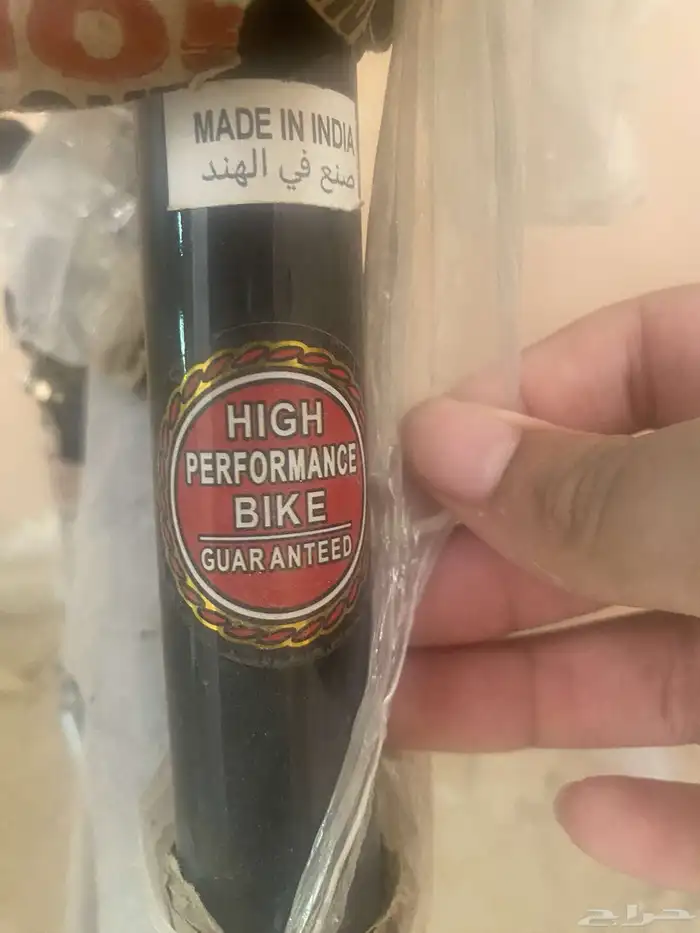 MADE IN INDIA
صنع في الهند
HIGH
PERFORMANCE
BIKE
GUARANTEED
حراج